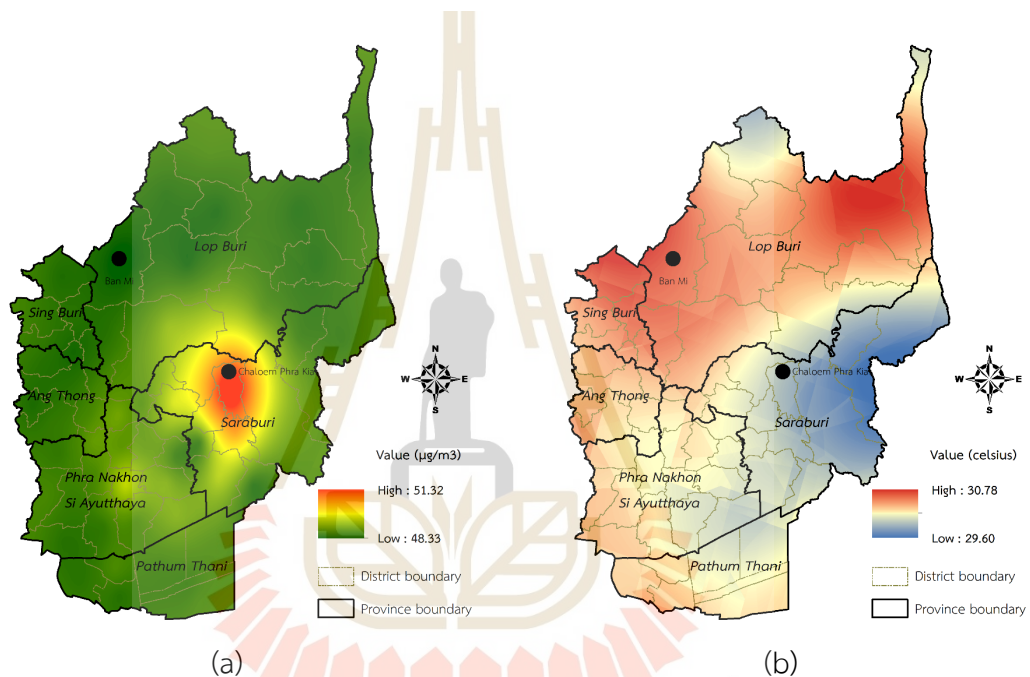 Lop Buri
Ban Mi
Sing Buri
Chaloem Phra Kiat
Ang Thong
Saraburi
Phra Nakhon
Si Ayutthaya
Pathum Thani
N
W E
S
Value (µg/m3)
High : 51.32
Low : 48.33
District boundary
Province boundary
(a)
Lop Buri
Ban Mi
Sing Buri
Chaloem Phra Kiat
Ang Thong
Saraburi
Phra Nakhon
Si Ayutthaya
Pathum Thani
N
W E
S
Value (celsius)
High : 30.78
Low : 29.60
District boundary
Province boundary
(b)